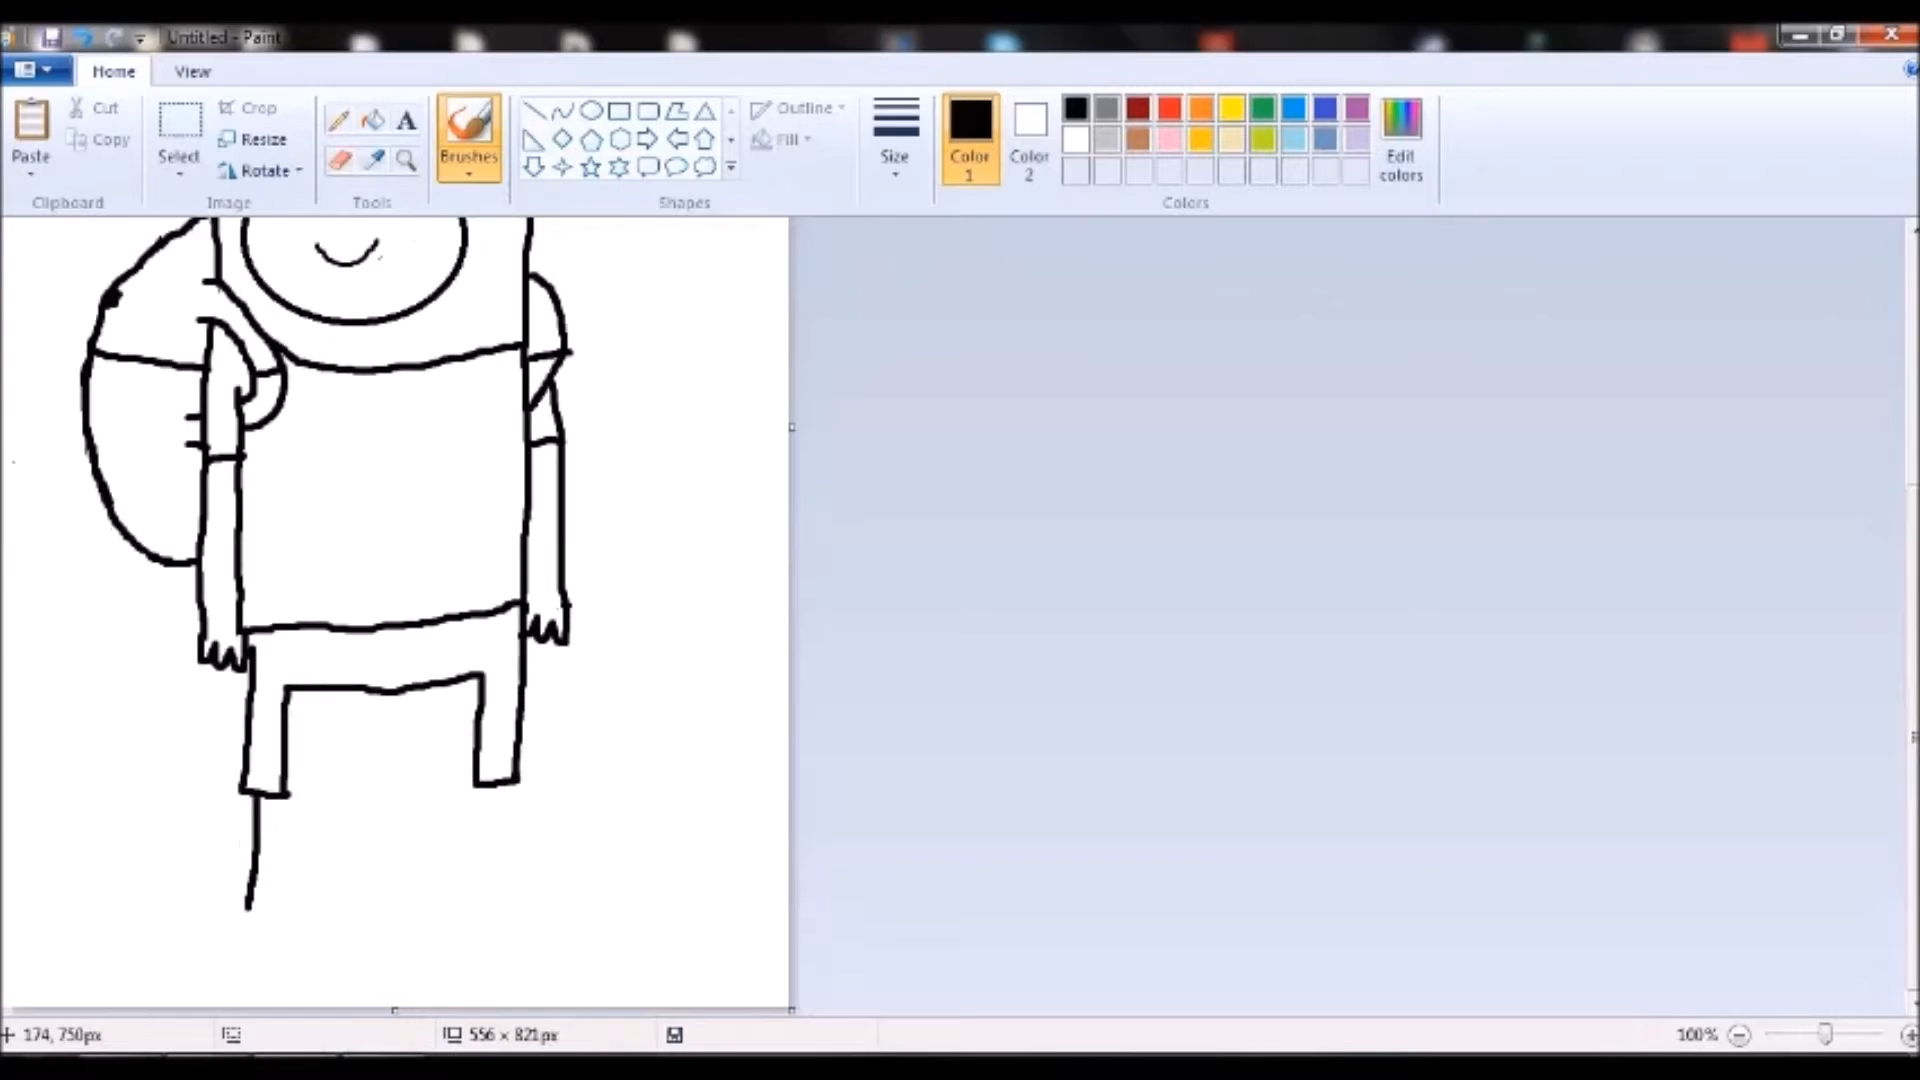 Untitled - Paint
Home View
Cut
Copy
Paste
Clipboard
Crop
Resize
Rotate
Select
Image
A
Tools
Brushes
Outline
Fill
Shapes
Size
Color 1
Color 2
Edit colors
Colors
174, 750px
556 × 821px
100%